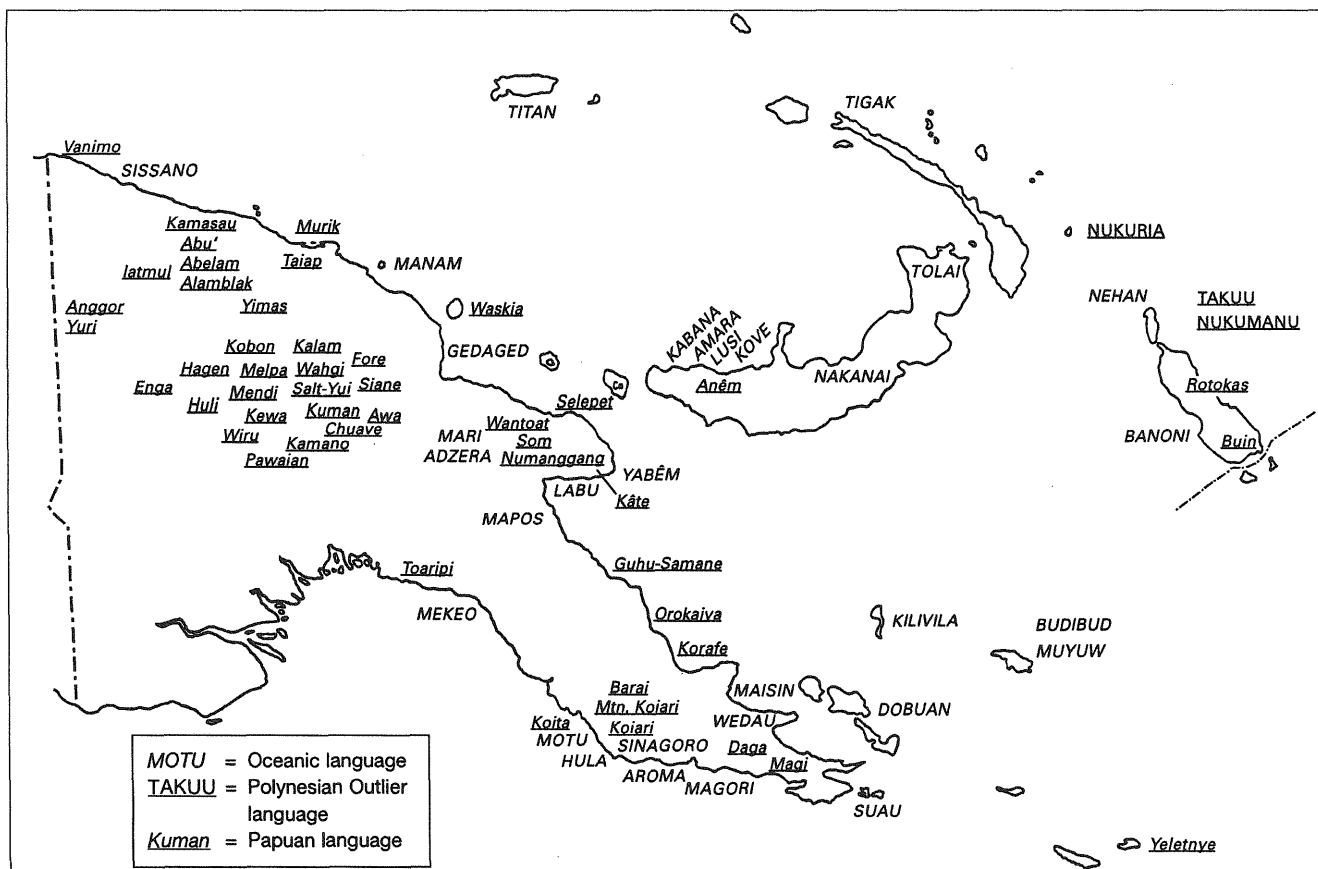 TITAN
TIGAK
Vanimo
SISSANO
Kamasau
Murik
Abu'
Abelam
Taiap
MANAM
NUKURIA
Iatmul
Alamblak
TOLAI
Anggor
Yuri
Yimas
Waskia
NEHAN
TAKUU
NUKUMANU
KABANA
AMARA
LUSI
KOVE
Kobon
Kalam
GEDAGED
Hagen
Melpa
Wahgi
Fore
Enga
Mendi
Salt-Yui
Siane
Anêm
NAKANAI
Rotokas
Huli
Kewa
Kuman
Awa
Selepet
Wiru
Chuave
Kamano
Pawaian
MARI
ADZERA
Wantoat
Som
Numanggang
YABÊM
BANONI
Buin
LABU
Kâte
MAPOS
Toaripi
Guhu-Samane
MEKEO
Orokaiva
KILIVILA
BUDIBUD
MUYUW
Korafe
Barai
Mtn. Koiari
Koiari
MAISIN
DOBUAN
WEDAU
Koita
MOTU
SINAGORO
Daga
HULA
AROMA
Magi
MAGORI
SUAU
Yeletnye
MOTU = Oceanic language
TAKUU = Polynesian Outlier
language
Kuman = Papuan language